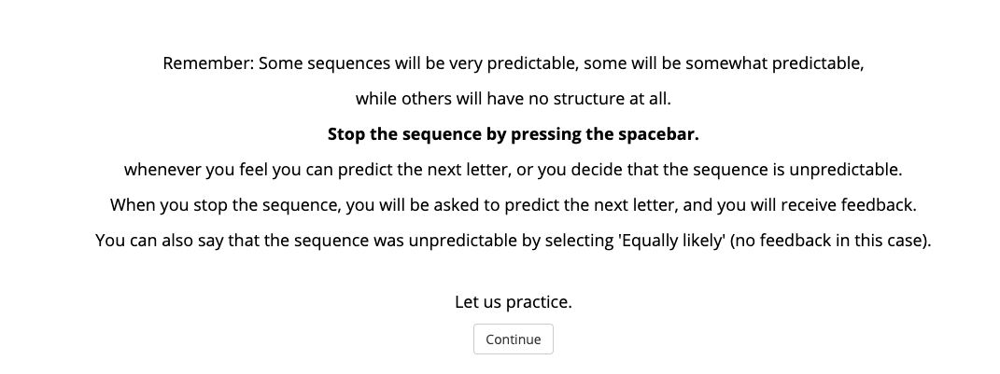 Remember: Some sequences will be very predictable, some will be somewhat predictable,
while others will have no structure at all.
Stop the sequence by pressing the spacebar.
whenever you feel you can predict the next letter, or you decide that the sequence is unpredictable.
When you stop the sequence, you will be asked to predict the next letter, and you will receive feedback.
You can also say that the sequence was unpredictable by selecting 'Equally likely' (no feedback in this case).
Let us practice.
Continue